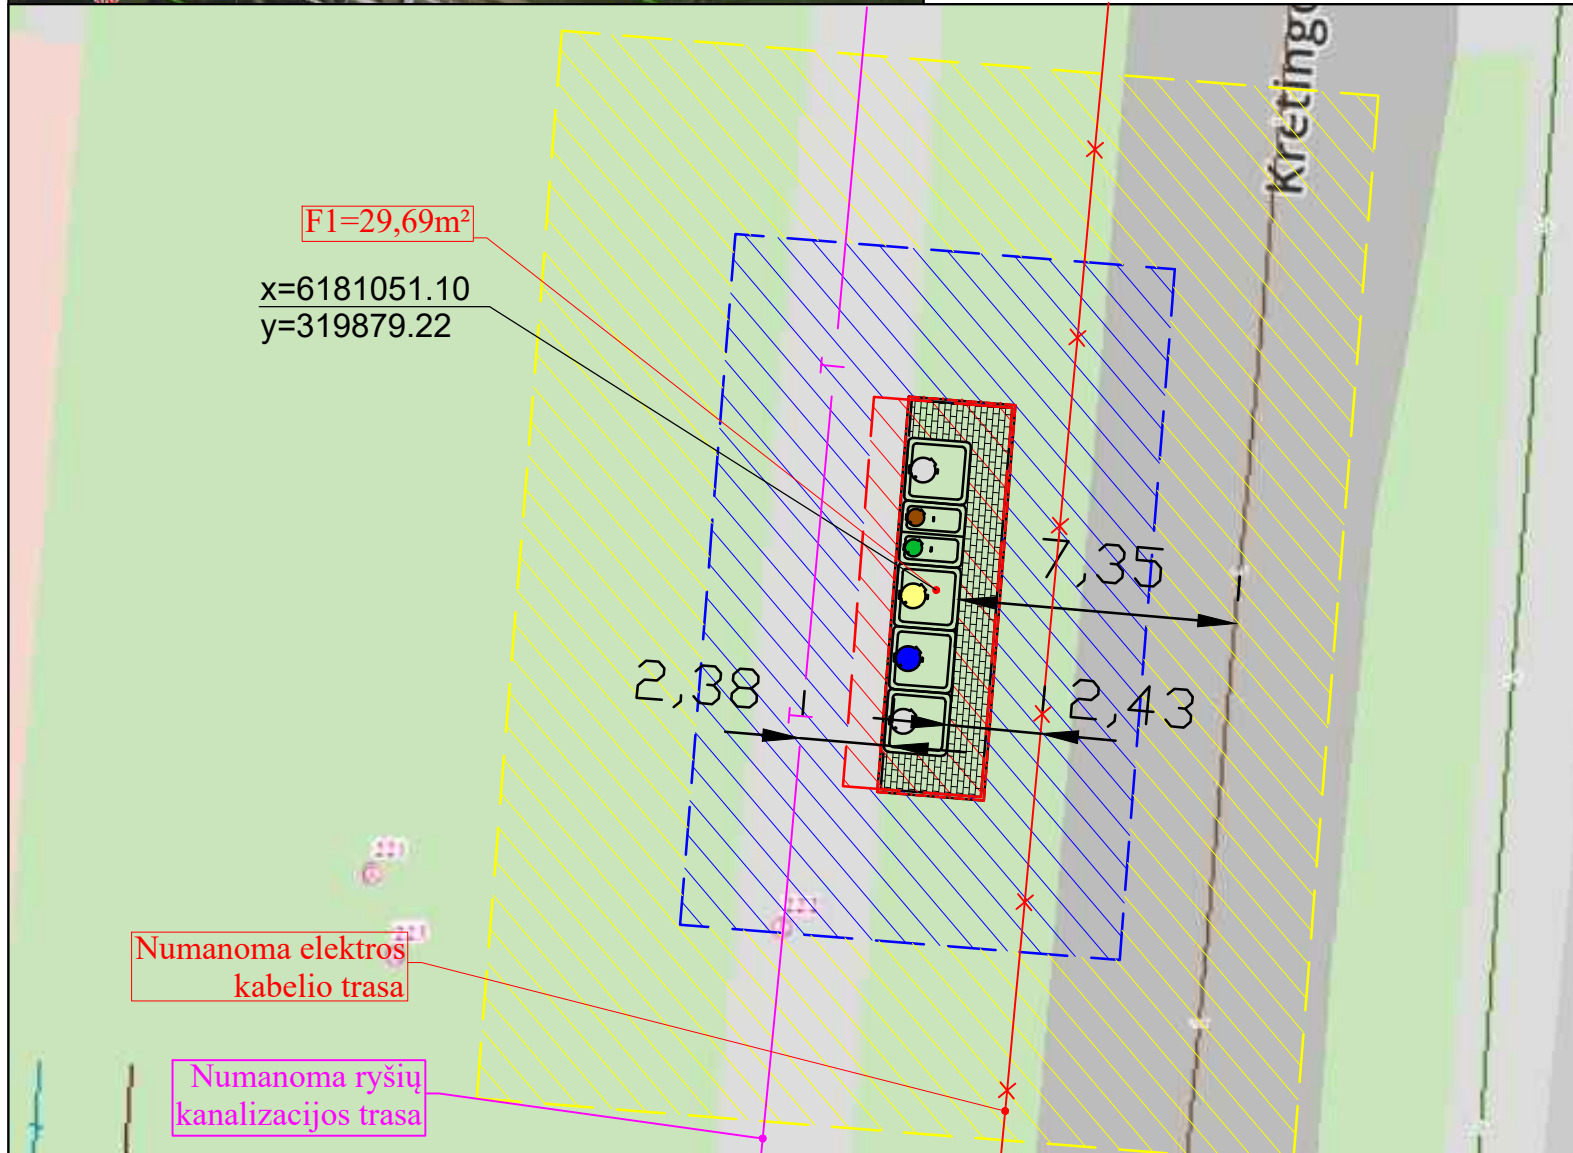 Kreting
F1=29,69m²
x=6181051.10
y=319879.22
7,35
2,38
2,43
T
T
Numanoma elektros
kabelio trasa
Numanoma ryšių
kanalizacijos trasa